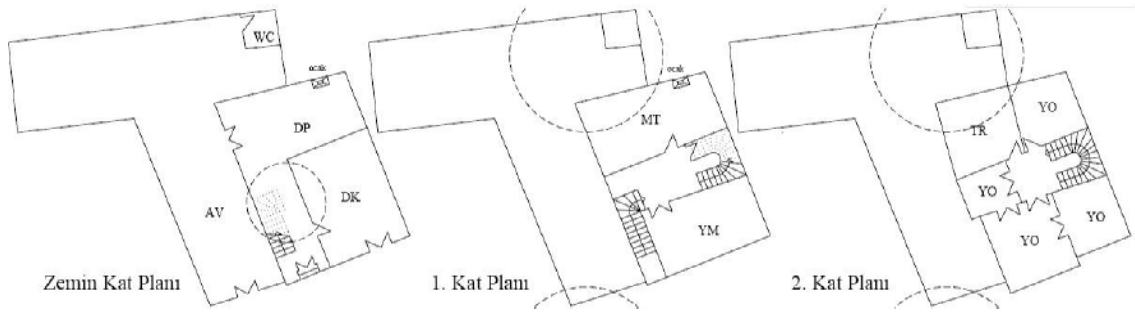 WC
ocak
DP
DK
AV
Zemin Kat Planı
ocak
MT
YM
1. Kat Planı
TR
YO
YO
YO
YO
2. Kat Planı